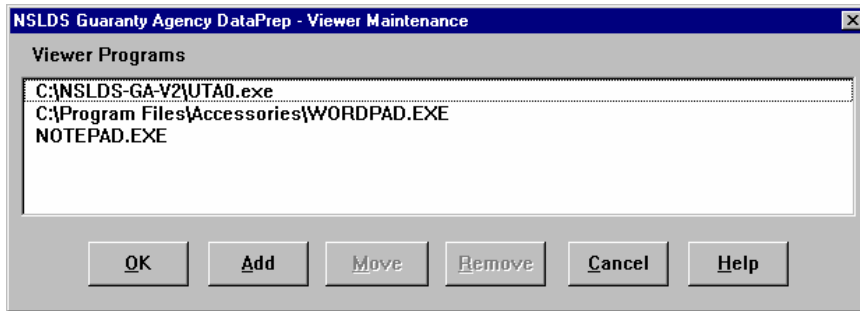 NSLDS Guaranty Agency DataPrep - Viewer Maintenance
Viewer Programs
C:\NSLDS-GA-V2\UTA0.exe
C:\Program Files\Accessories\WORDPAD.EXE
NOTEPAD.EXE
OK Add Move Remove Cancel Help